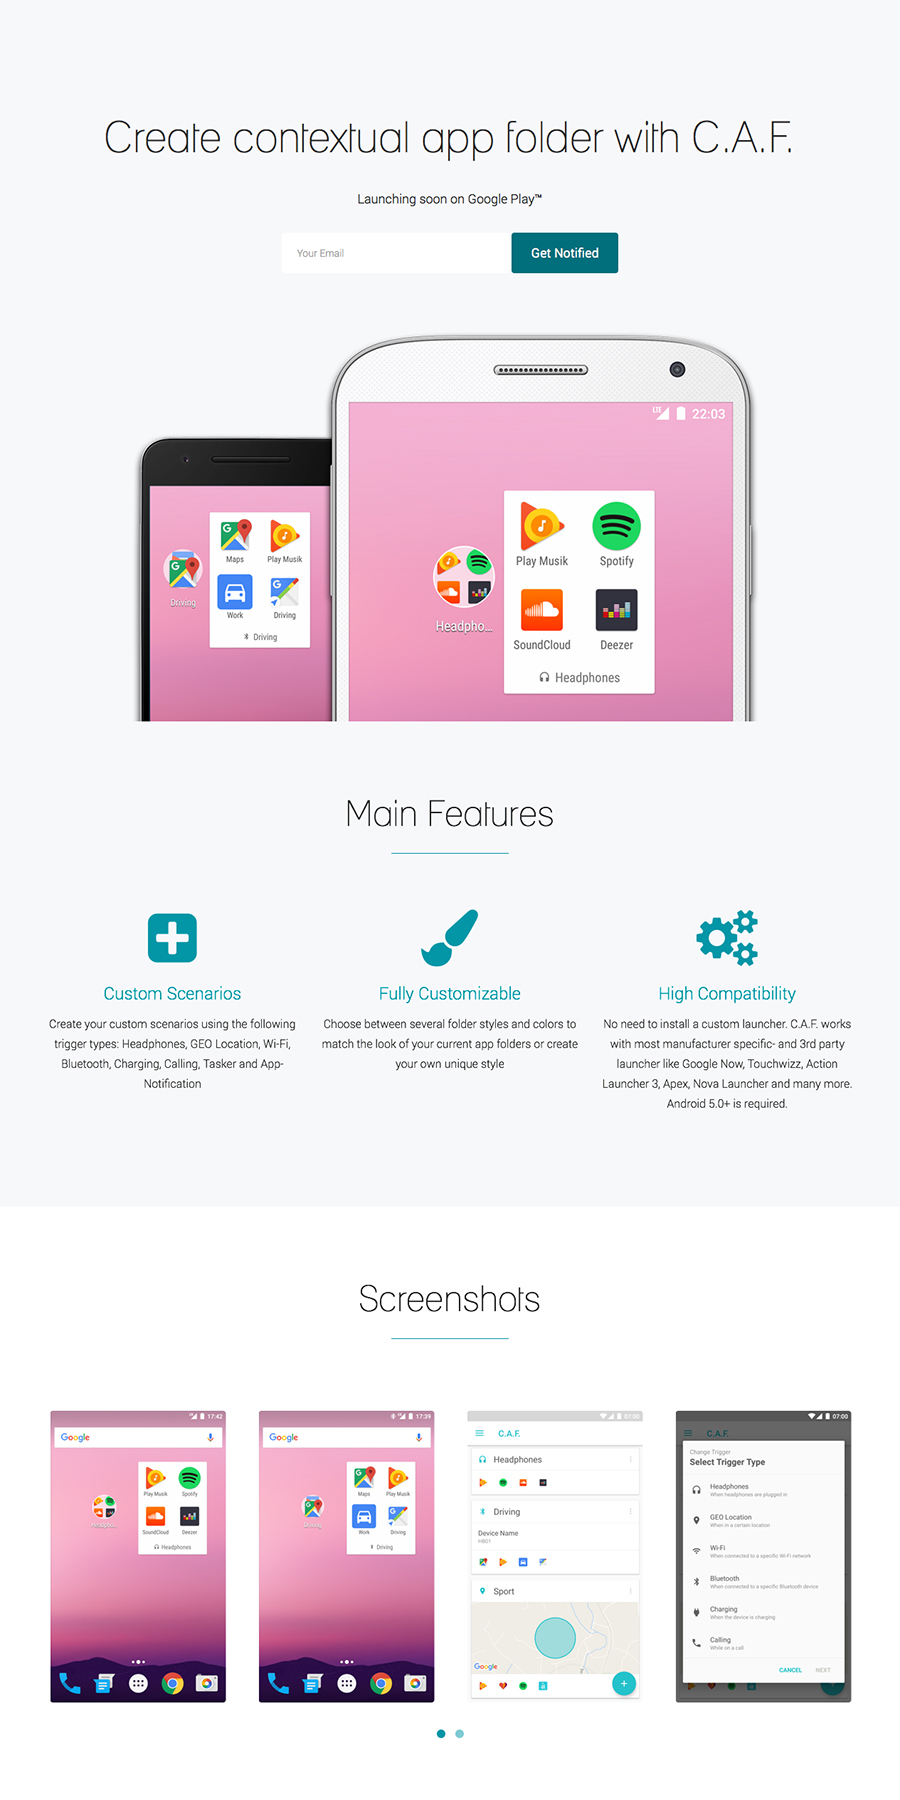 Create contextual app folder with C.A.F.
Launching soon on Google Play™
Your Email
Get Notified
LTE 22:03
Maps
Play Musik
Driving
Work
Driving
Driving
Play Musik
Spotify
Headpho...
SoundCloud
Deezer
Headphones
Main Features
Custom Scenarios
Create your custom scenarios using the following
trigger types: Headphones, GEO Location, Wi-Fi,
Bluetooth, Charging, Calling, Tasker and App-
Notification
Fully Customizable
Choose between several folder styles and colors to
match the look of your current app folders or create
your own unique style
High Compatibility
No need to install a custom launcher. C.A.F. works
with most manufacturer specific- and 3rd party
launcher like Google Now, Touchwizz, Action
Launcher 3, Apex, Nova Launcher and many more.
Android 5.0+ is required.
Screenshots
17:42
Google
Play Musik
Spotify
Headpho...
SoundCloud
Deezer
Headphones
17:39
Google
Maps
Play Musik
Driving
Work
Driving
Driving
07:00
C.A.F.
Headphones
Driving
Device Name
HB01
Sport
Google
07:00
C.A.F.
Change Trigger
Select Trigger Type
Headphones
When headphones are plugged in
GEO Location
When in a certain location
Wi-Fi
When connected to a specific Wi-Fi network
Bluetooth
When connected to a specific Bluetooth device
Charging
When the device is charging
Calling
While on a call
CANCEL
NEXT